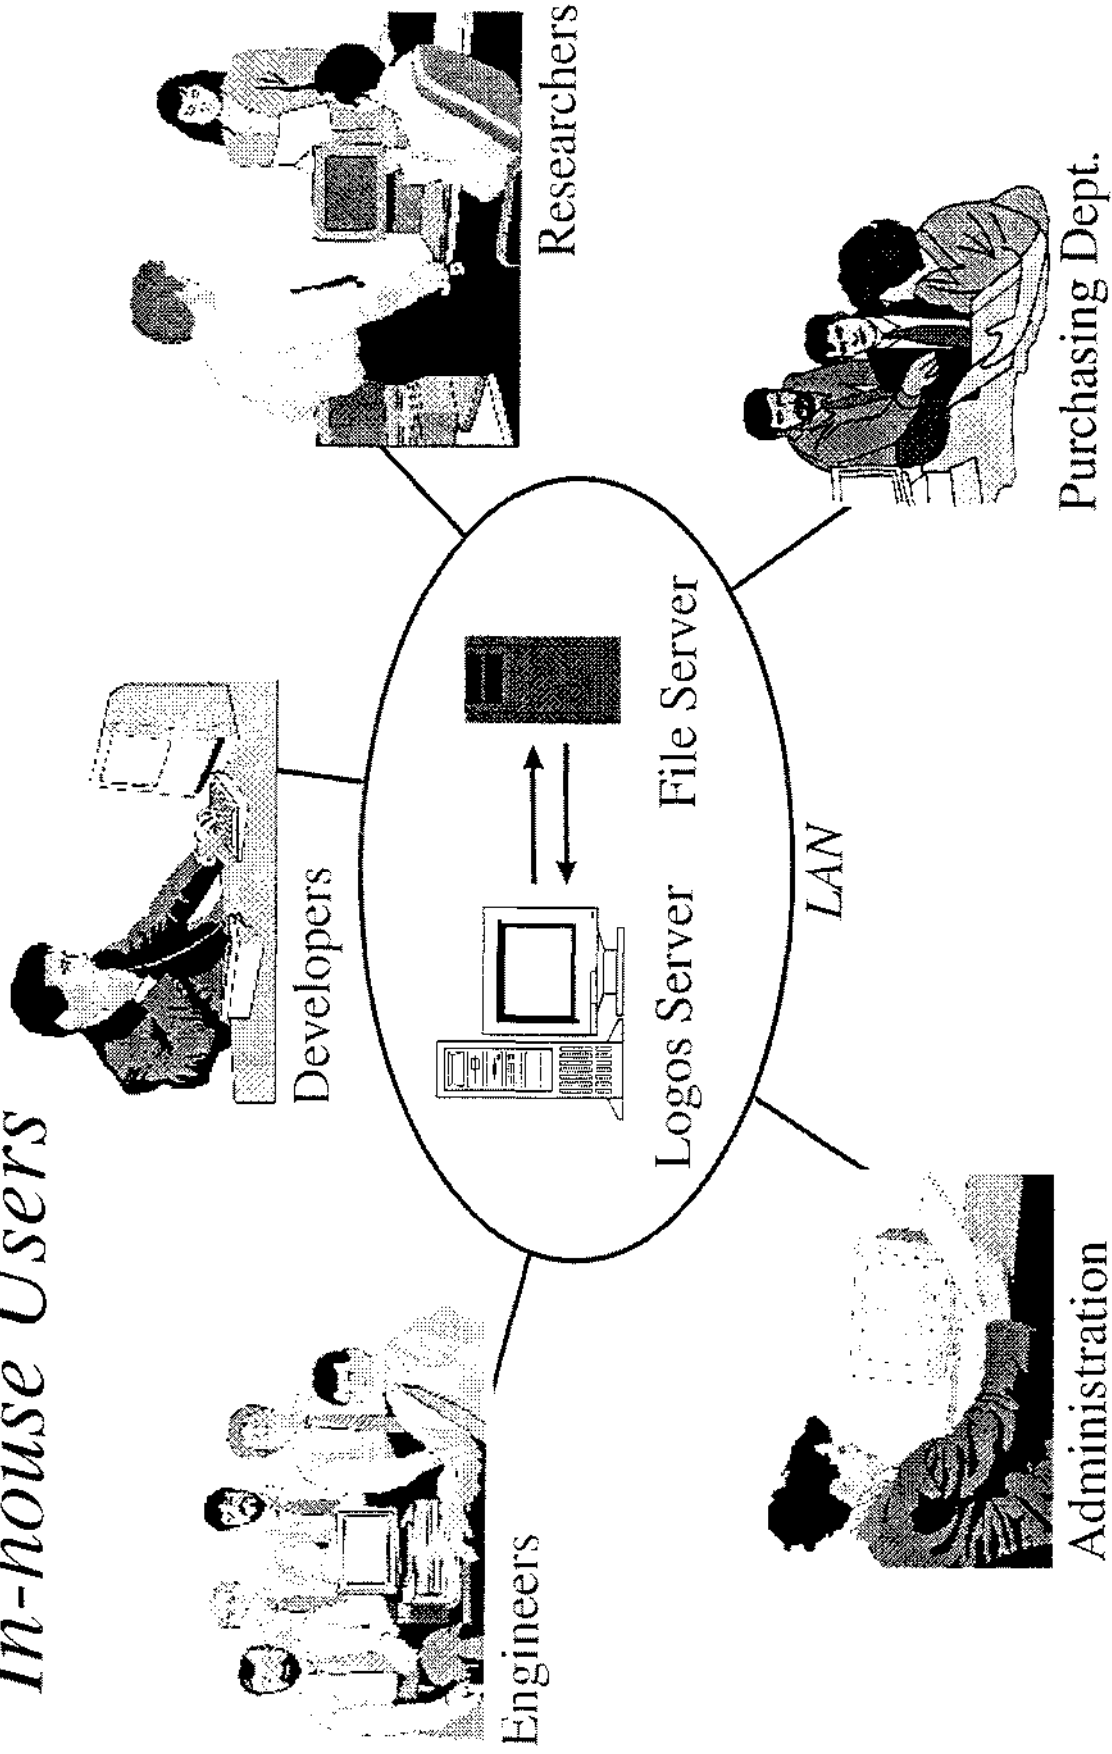 In-house Users
Developers
Engineers
Researchers
Logos Server
File Server
LAN
Administration
Purchasing Dept.